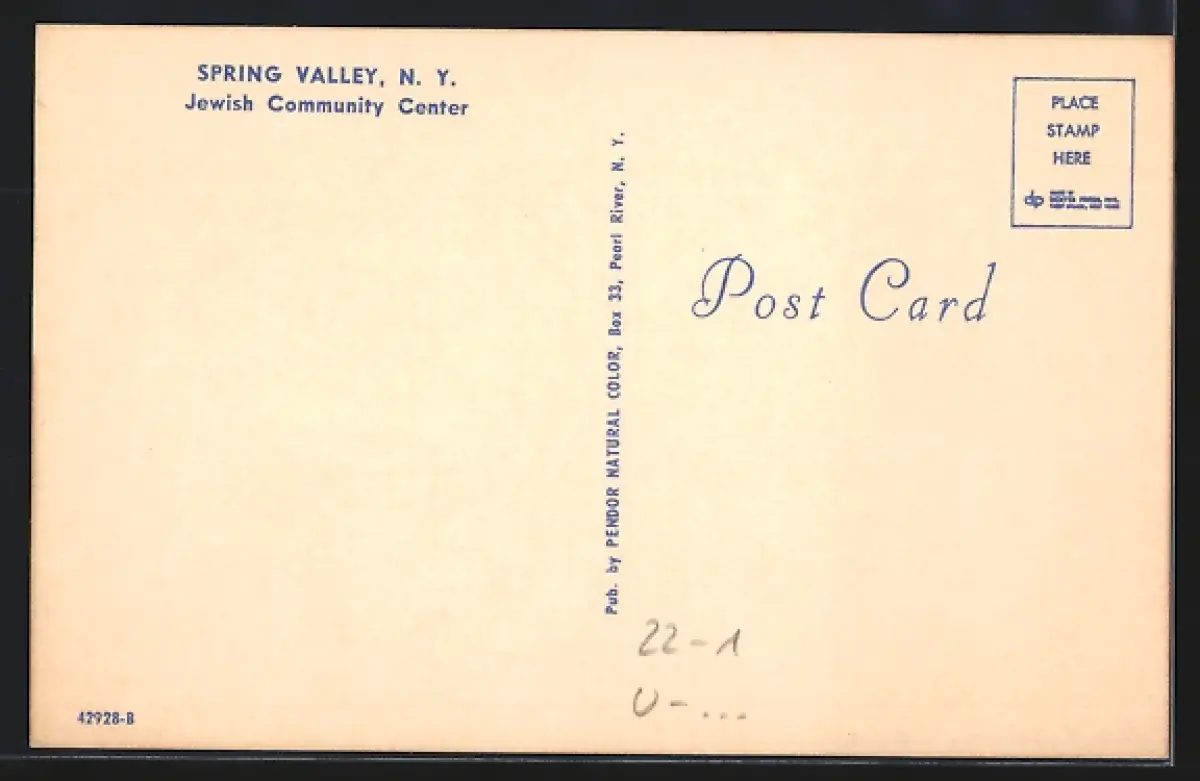 SPRING VALLEY, N. Y.
Jewish Community Center
PLACE
STAMP
HERE
dp
Post Card
Pub. by PENDOR NATURAL COLOR, Box 33, Pearl River, N. Y.
22-1
U-...
42928-B